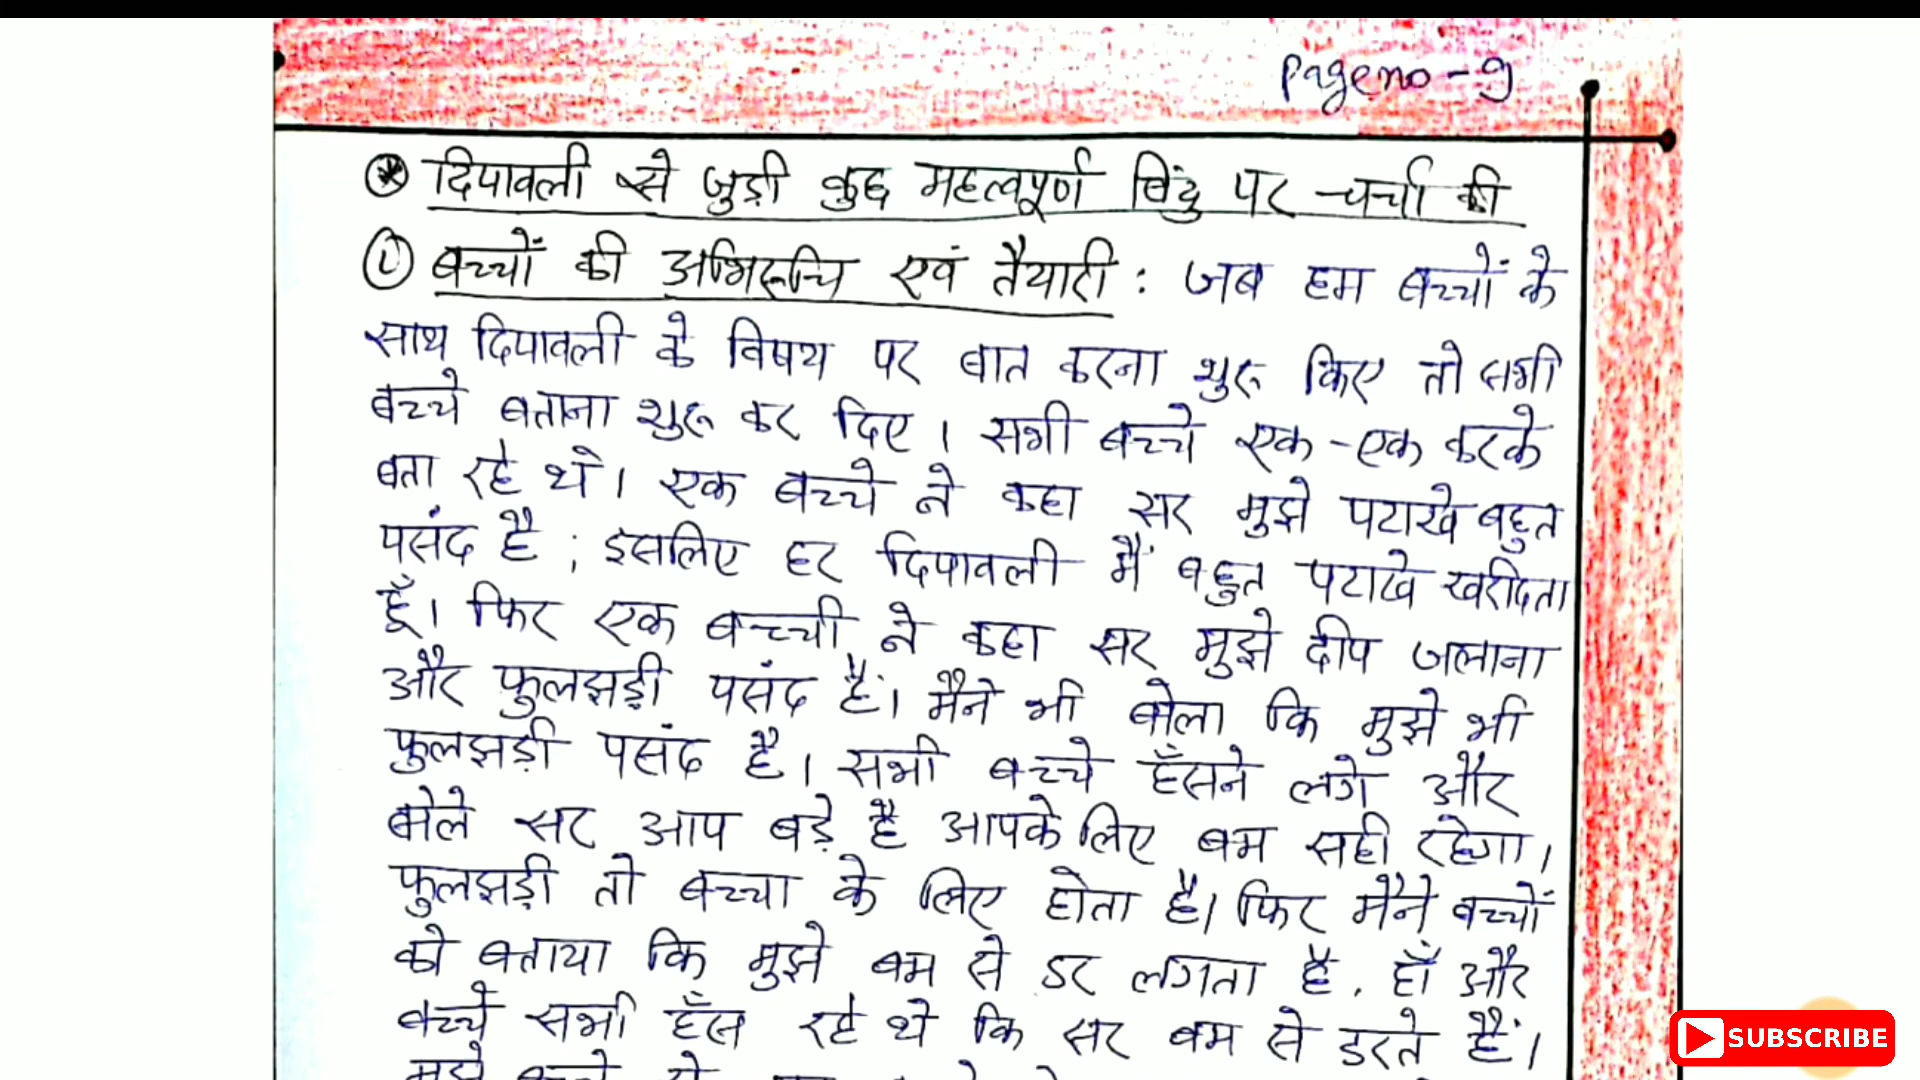 Pageno-9
दिपावली से जुड़ी कुछ महत्वपूर्ण बिंदु पर चर्चा की
① बच्चों की अभिरूचि एवं तैयारी : जब हम बच्चों के
साथ दिपावली के विषय पर बात करना शुरू किए तो सभी
बच्चे बताना शुरू कर दिए। सभी बच्चे एक-एक करके
बता रहे थे। एक बच्चे ने कहा सर मुझे पटाखे बहुत
पसंद है ; इसलिए हर दिपावली मैं बहुत पटाखे खरीदता
हूँ। फिर एक बच्ची ने कहा सर मुझे दीप जलाना
और फुलझड़ी पसंद है। मैने भी बोला कि मुझे भी
फुलझड़ी पसंद है। सभी बच्चे हँसने लगे और
बोले सर आप बड़े है आपके लिए बम सही रहेगा।
फुलझड़ी तो बच्चा के लिए होता है। फिर मैने बच्चों
को बताया कि मुझे बम से डर लगता है, हाँ और
बच्चे सभी हँस रहे थे कि सर बम से डरते हैं।
SUBSCRIBE